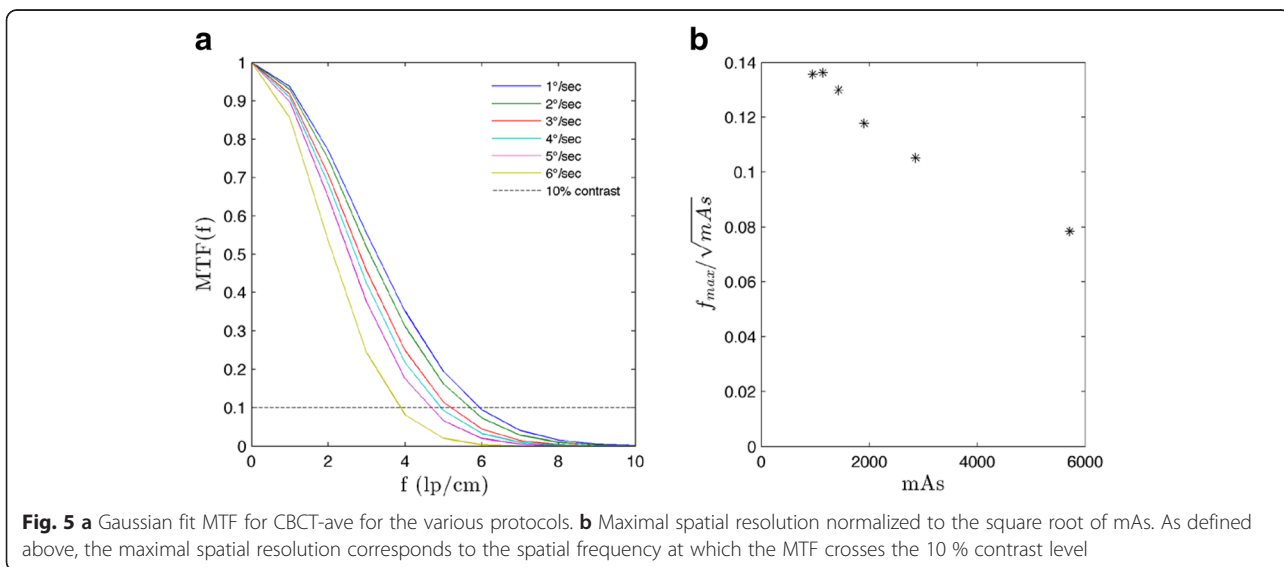 a
1
0.9
0.8
0.7
0.6
0.5
0.4
0.3
0.2
0.1
0
MTF(f)
0
2
4
6
8
10
f (lp/cm)
1°/sec
2°/sec
3°/sec
4°/sec
5°/sec
6°/sec
10% contrast
b
0.14
0.12
0.1
0.08
0.06
0.04
0.02
0
f_max/√mAs
0
2000
4000
6000
mAs
Fig. 5 a Gaussian fit MTF for CBCT-ave for the various protocols. b Maximal spatial resolution normalized to the square root of mAs. As defined
above, the maximal spatial resolution corresponds to the spatial frequency at which the MTF crosses the 10 % contrast level